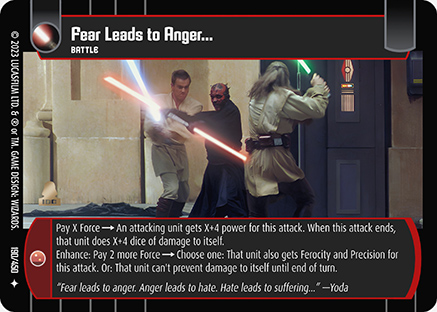 Fear Leads to Anger...
BATTLE
© 2023 LUCASFILM LTD. & ® or TM. GAME DESIGN: WIZARDS.
180/450
Pay X Force → An attacking unit gets X+4 power for this attack. When this attack ends,
that unit does X+4 dice of damage to itself.
Enhance: Pay 2 more Force → Choose one: That unit also gets Ferocity and Precision for
this attack. Or: That unit can't prevent damage to itself until end of turn.
"Fear leads to anger. Anger leads to hate. Hate leads to suffering..." —Yoda